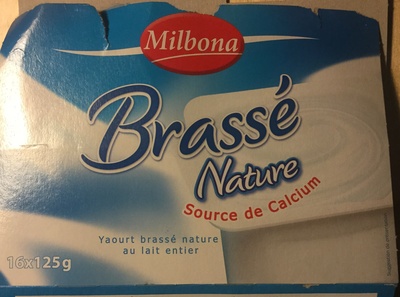 Milbona
Brassé
Nature
Source de Calcium
Yaourt brassé nature
au lait entier
16x125g